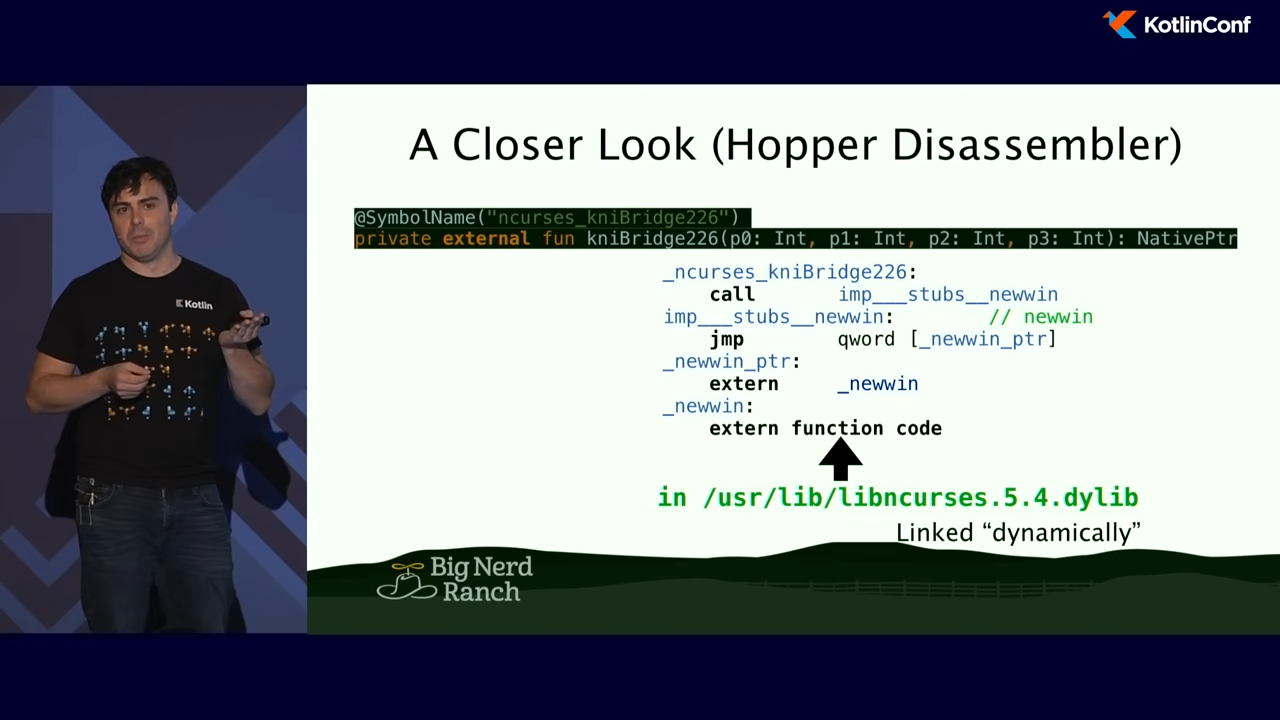 KotlinConf
A Closer Look (Hopper Disassembler)
@SymbolName("ncurses_kniBridge226")
private external fun kniBridge226(p0: Int, p1: Int, p2: Int, p3: Int): NativePtr
_ncurses_kniBridge226:
call imp___stubs__newwin
imp___stubs__newwin: // newwin
jmp qword [_newwin_ptr]
_newwin_ptr:
extern _newwin
_newwin:
extern function code
in /usr/lib/libncurses.5.4.dylib
Linked “dynamically”
Big Nerd
Ranch
Kotlin